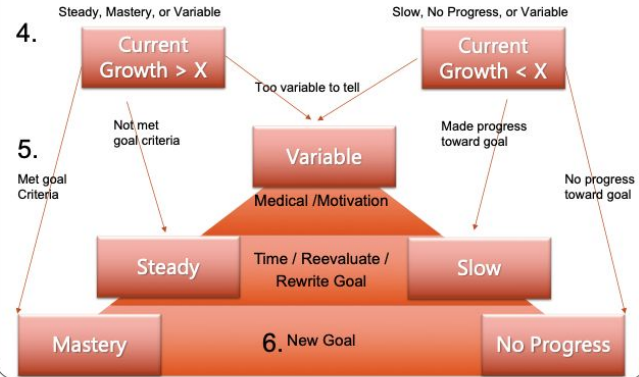 Steady, Mastery, or Variable
Slow, No Progress, or Variable
4.
Current
Growth > X
Current
Growth < X
Too variable to tell
Not met
goal criteria
Made progress
toward goal
5.
Variable
Met goal
Criteria
No progress
toward goal
Medical /Motivation
Steady
Time / Reevaluate /
Rewrite Goal
Slow
Mastery
6. New Goal
No Progress